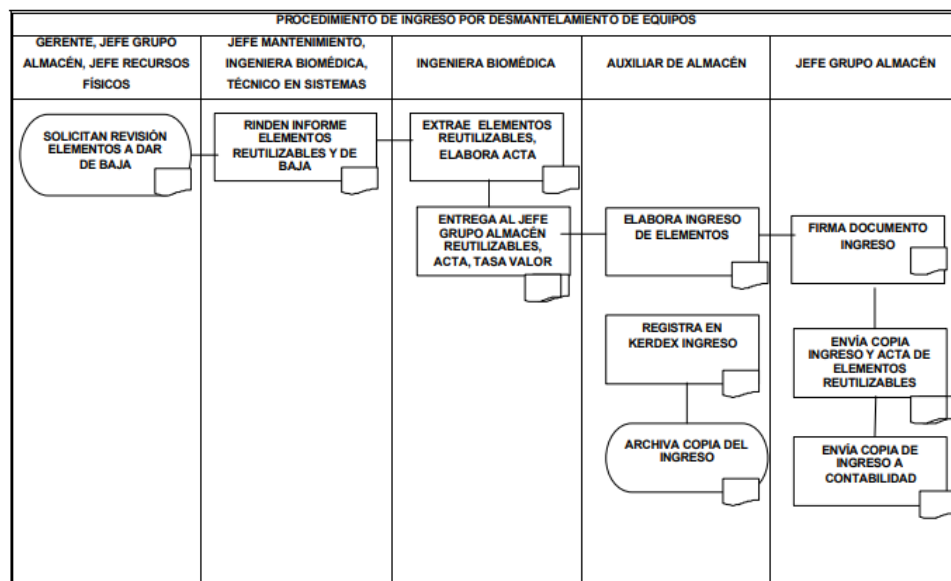 PROCEDIMIENTO DE INGRESO POR DESMANTELAMIENTO DE EQUIPOS
GERENTE, JEFE GRUPO
ALMACÉN, JEFE RECURSOS
FÍSICOS
JEFE MANTENIMIENTO,
INGENIERA BIOMÉDICA,
TÉCNICO EN SISTEMAS
INGENIERA BIOMÉDICA
AUXILIAR DE ALMACÉN
JEFE GRUPO ALMACÉN
SOLICITAN REVISIÓN
ELEMENTOS A DAR
DE BAJA
RINDEN INFORME
ELEMENTOS
REUTILIZABLES Y DE
BAJA
EXTRAE ELEMENTOS
REUTILIZABLES,
ELABORA ACTA
ENTREGA AL JEFE
GRUPO ALMACÉN
REUTILIZABLES,
ACTA, TASA VALOR
ELABORA INGRESO
DE ELEMENTOS
FIRMA DOCUMENTO
INGRESO
REGISTRA EN
KERDEX INGRESO
ENVÍA COPIA
INGRESO Y ACTA DE
ELEMENTOS
REUTILIZABLES
ARCHIVA COPIA DEL
INGRESO
ENVÍA COPIA DE
INGRESO A
CONTABILIDAD